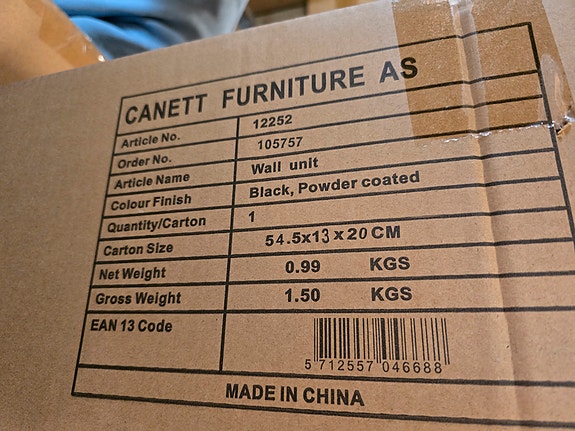 CANETT FURNITURE AS
Article No. 12252
Order No. 105757
Article Name Wall unit
Colour Finish Black, Powder coated
Quantity/Carton 1
Carton Size 54.5x13x20 CM
Net Weight 0.99 KGS
Gross Weight 1.50 KGS
EAN 13 Code
5 712557 046688
MADE IN CHINA